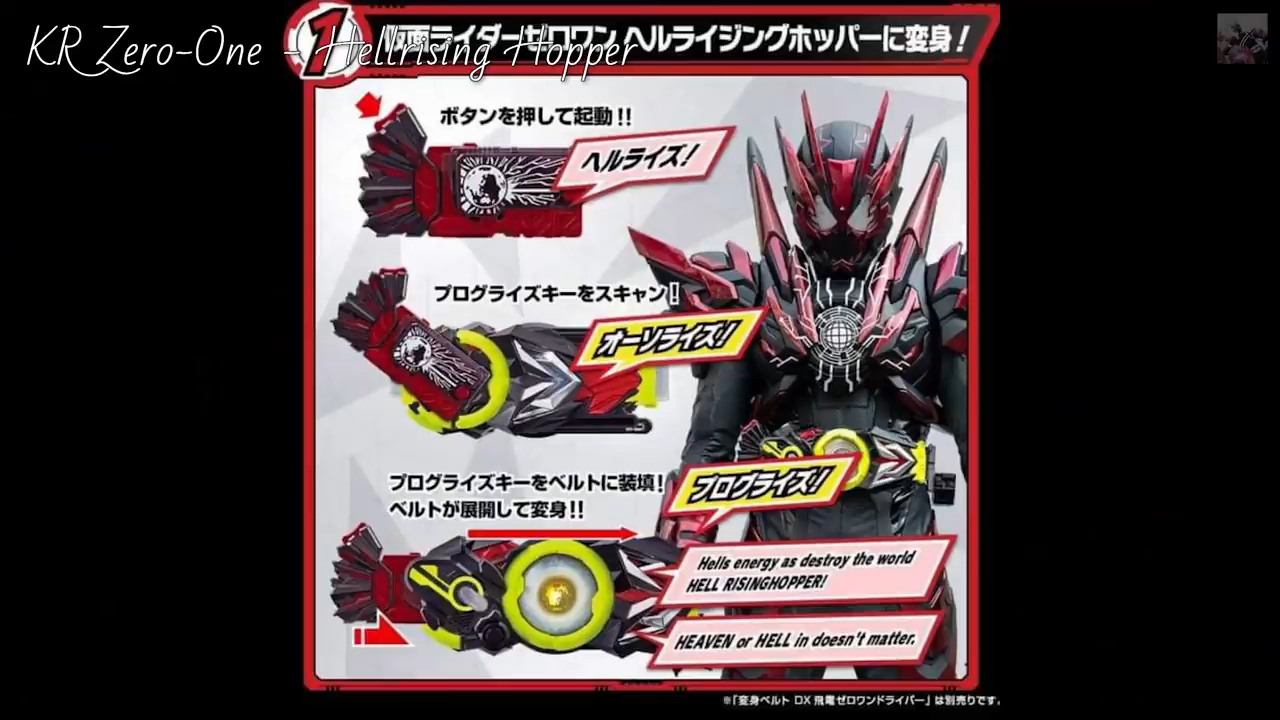 KR Zero-One - Hellrising Hopper
1
仮面ライダーゼロワン ヘルライジングホッパーに変身!
ボタンを押して起動!!
ヘルライズ!
プログライズキーをスキャン!
オーソライズ!
プログライズキーをベルトに装填!
ベルトが展開して変身!!
プログライズ!
Hells energy as destroy the world
HELL RISINGHOPPER!
HEAVEN or HELL in doesn't matter.
※「変身ベルト DX 飛電ゼロワンドライバー」は別売りです。